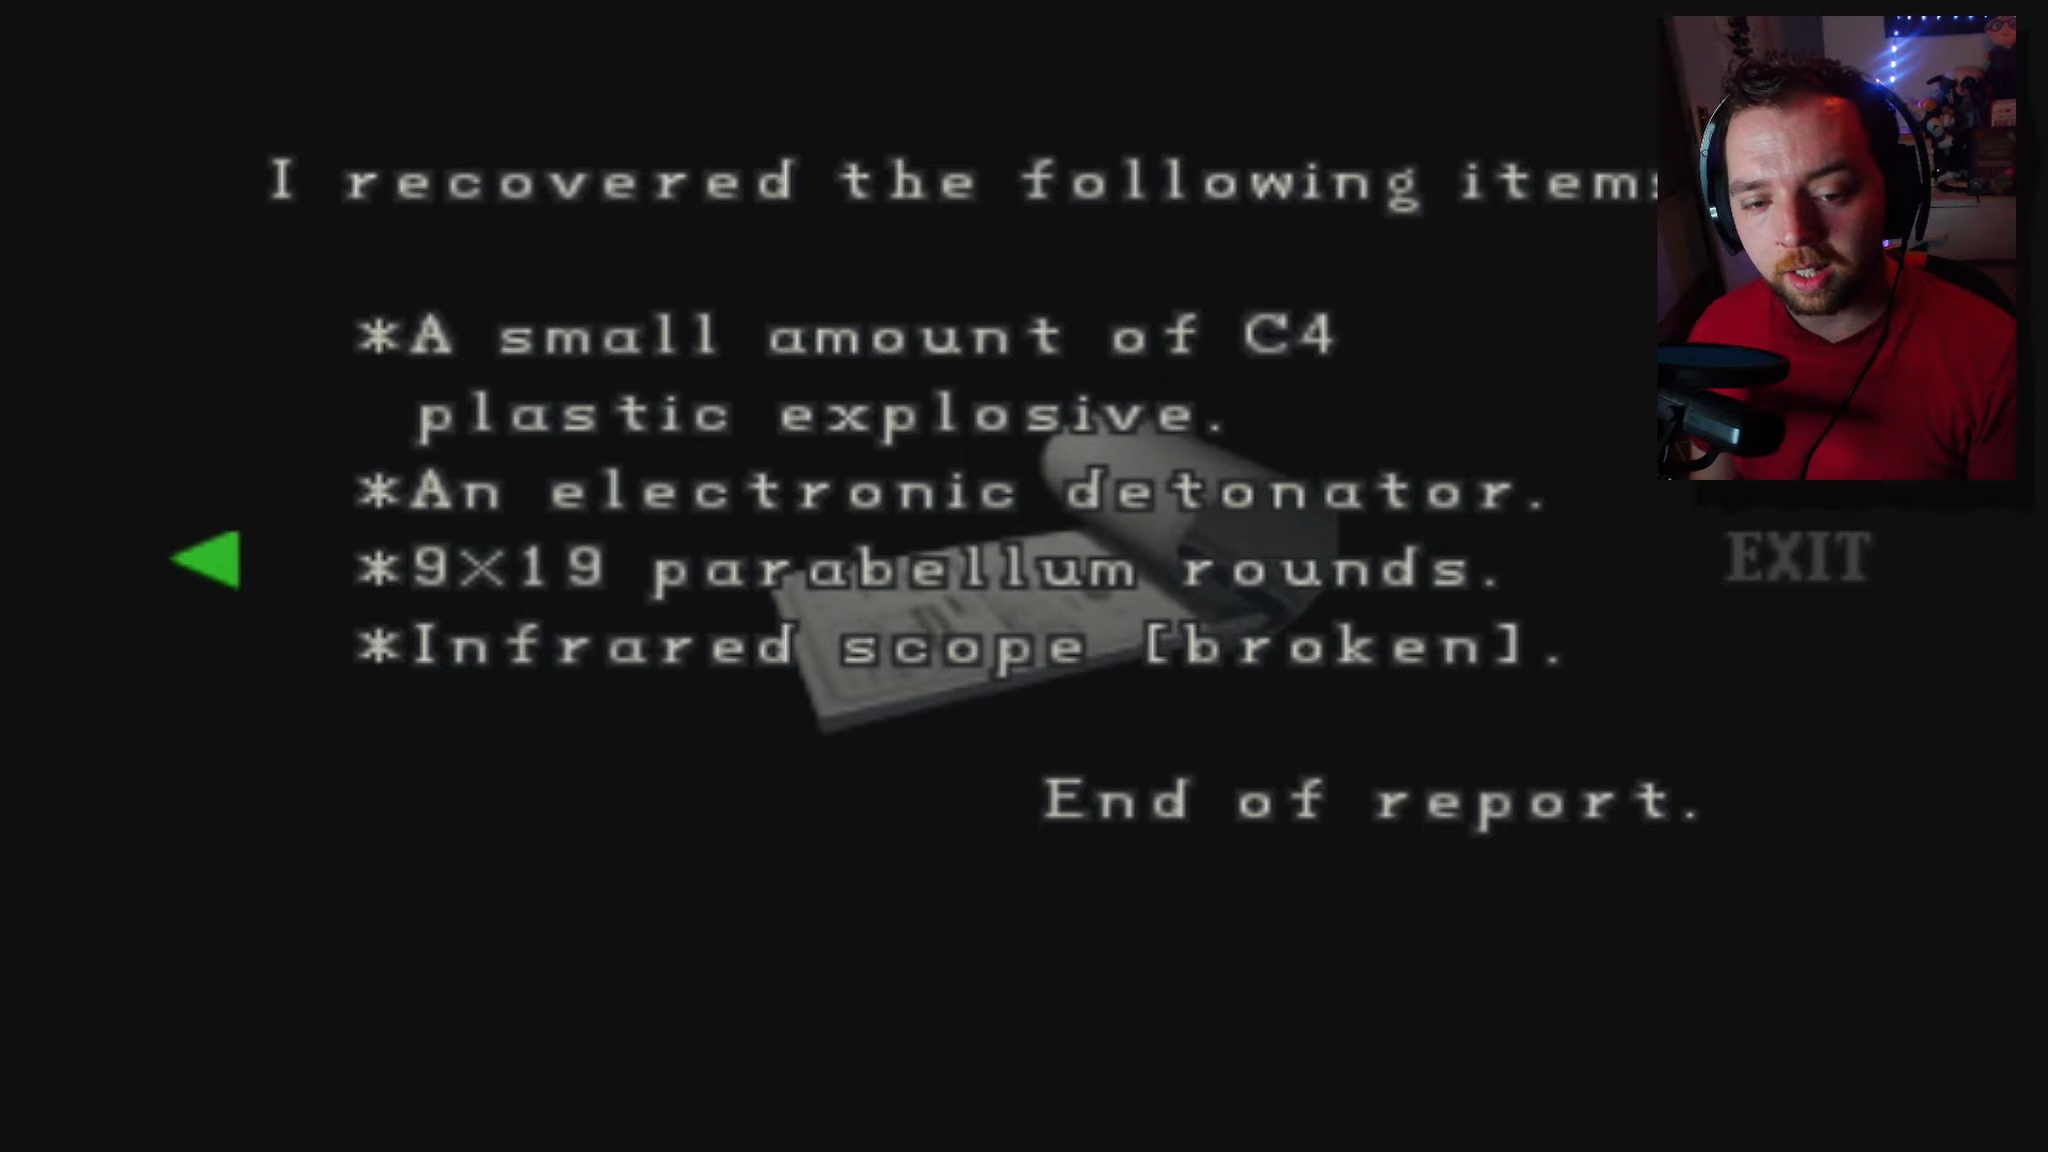 I recovered the following items
*A small amount of C4
plastic explosive.
*An electronic detonator.
*9×19 parabellum rounds.
*Infrared scope [broken].
EXIT
End of report.